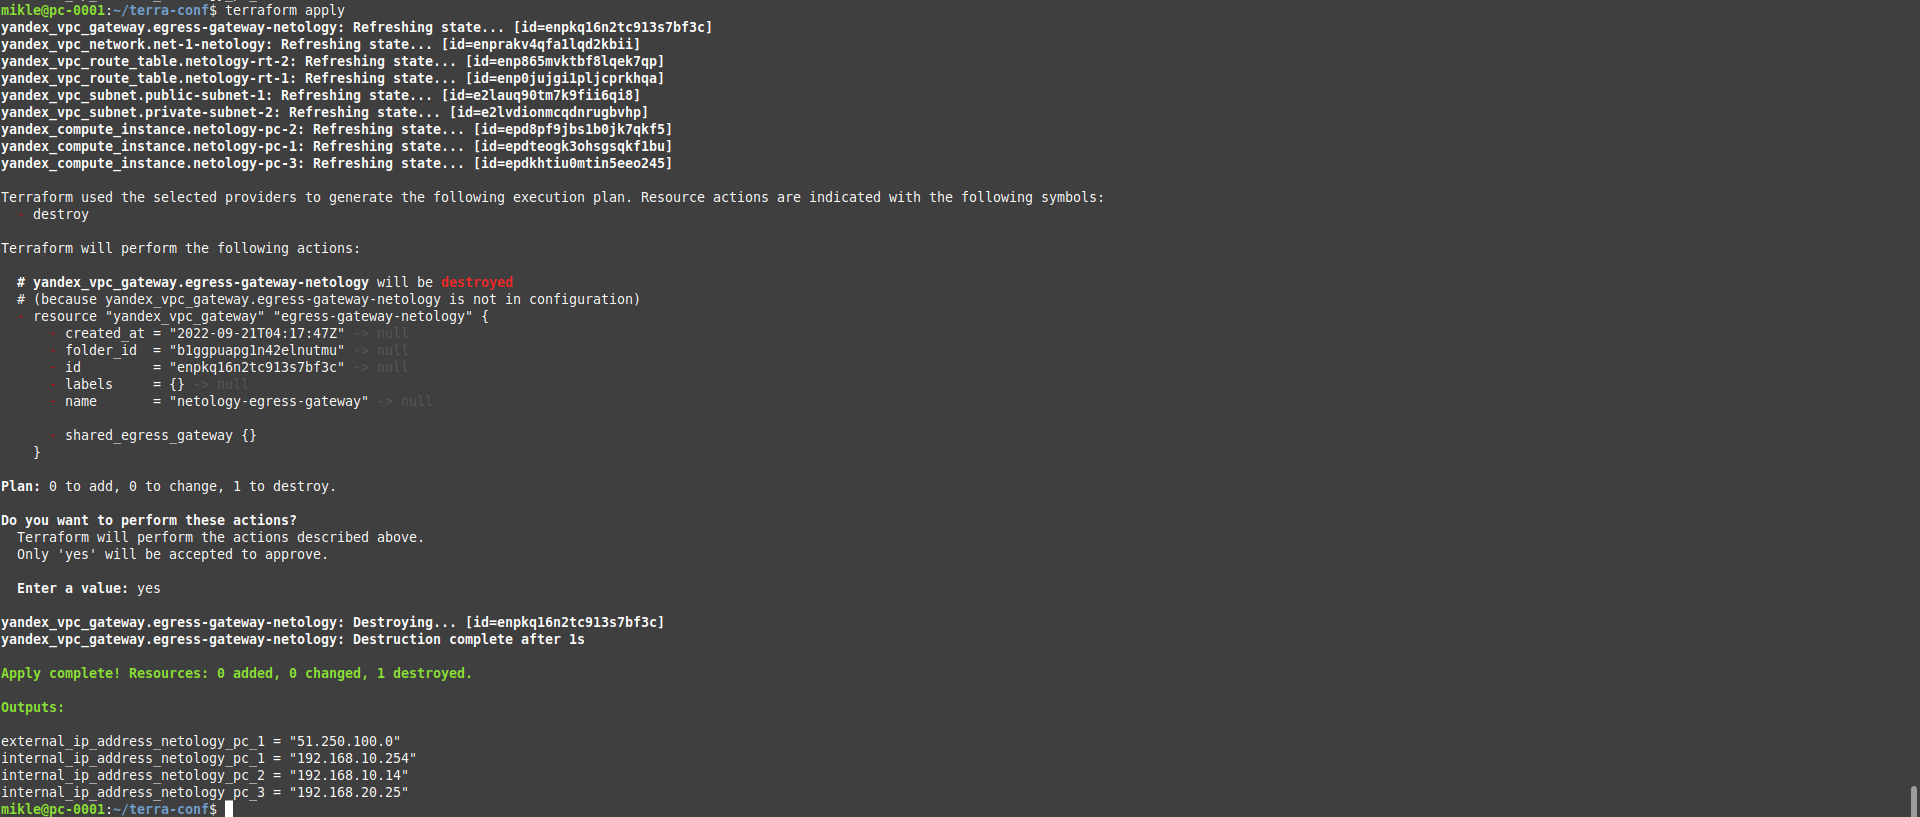 mikle@pc-0001:~/terra-conf$ terraform apply
yandex_vpc_gateway.egress-gateway-netology: Refreshing state... [id=enpkq16n2tc913s7bf3c]
yandex_vpc_network.net-1-netology: Refreshing state... [id=enprakv4qfa1lqd2kbii]
yandex_vpc_route_table.netology-rt-2: Refreshing state... [id=enp865mvktbf8lqek7qp]
yandex_vpc_route_table.netology-rt-1: Refreshing state... [id=enp0jujgi1pljcprkhqa]
yandex_vpc_subnet.public-subnet-1: Refreshing state... [id=e2lauq90tm7k9fii6qi8]
yandex_vpc_subnet.private-subnet-2: Refreshing state... [id=e2lvdionmcqdnrugbvhp]
yandex_compute_instance.netology-pc-2: Refreshing state... [id=epd8pf9jbs1b0jk7qkf5]
yandex_compute_instance.netology-pc-1: Refreshing state... [id=epdteogk3ohsgsqkf1bu]
yandex_compute_instance.netology-pc-3: Refreshing state... [id=epdkhtiu0mtin5eeo245]

Terraform used the selected providers to generate the following execution plan. Resource actions are indicated with the following symbols:
  - destroy

Terraform will perform the following actions:

  # yandex_vpc_gateway.egress-gateway-netology will be destroyed
  # (because yandex_vpc_gateway.egress-gateway-netology is not in configuration)
  - resource "yandex_vpc_gateway" "egress-gateway-netology" {
      - created_at = "2022-09-21T04:17:47Z" -> null
      - folder_id  = "b1ggpuapg1n42elnutmu" -> null
      - id         = "enpkq16n2tc913s7bf3c" -> null
      - labels     = {} -> null
      - name       = "netology-egress-gateway" -> null

      - shared_egress_gateway {}
    }

Plan: 0 to add, 0 to change, 1 to destroy.

Do you want to perform these actions?
  Terraform will perform the actions described above.
  Only 'yes' will be accepted to approve.

  Enter a value: yes

yandex_vpc_gateway.egress-gateway-netology: Destroying... [id=enpkq16n2tc913s7bf3c]
yandex_vpc_gateway.egress-gateway-netology: Destruction complete after 1s

Apply complete! Resources: 0 added, 0 changed, 1 destroyed.

Outputs:

external_ip_address_netology_pc_1 = "51.250.100.0"
internal_ip_address_netology_pc_1 = "192.168.10.254"
internal_ip_address_netology_pc_2 = "192.168.10.14"
internal_ip_address_netology_pc_3 = "192.168.20.25"
mikle@pc-0001:~/terra-conf$